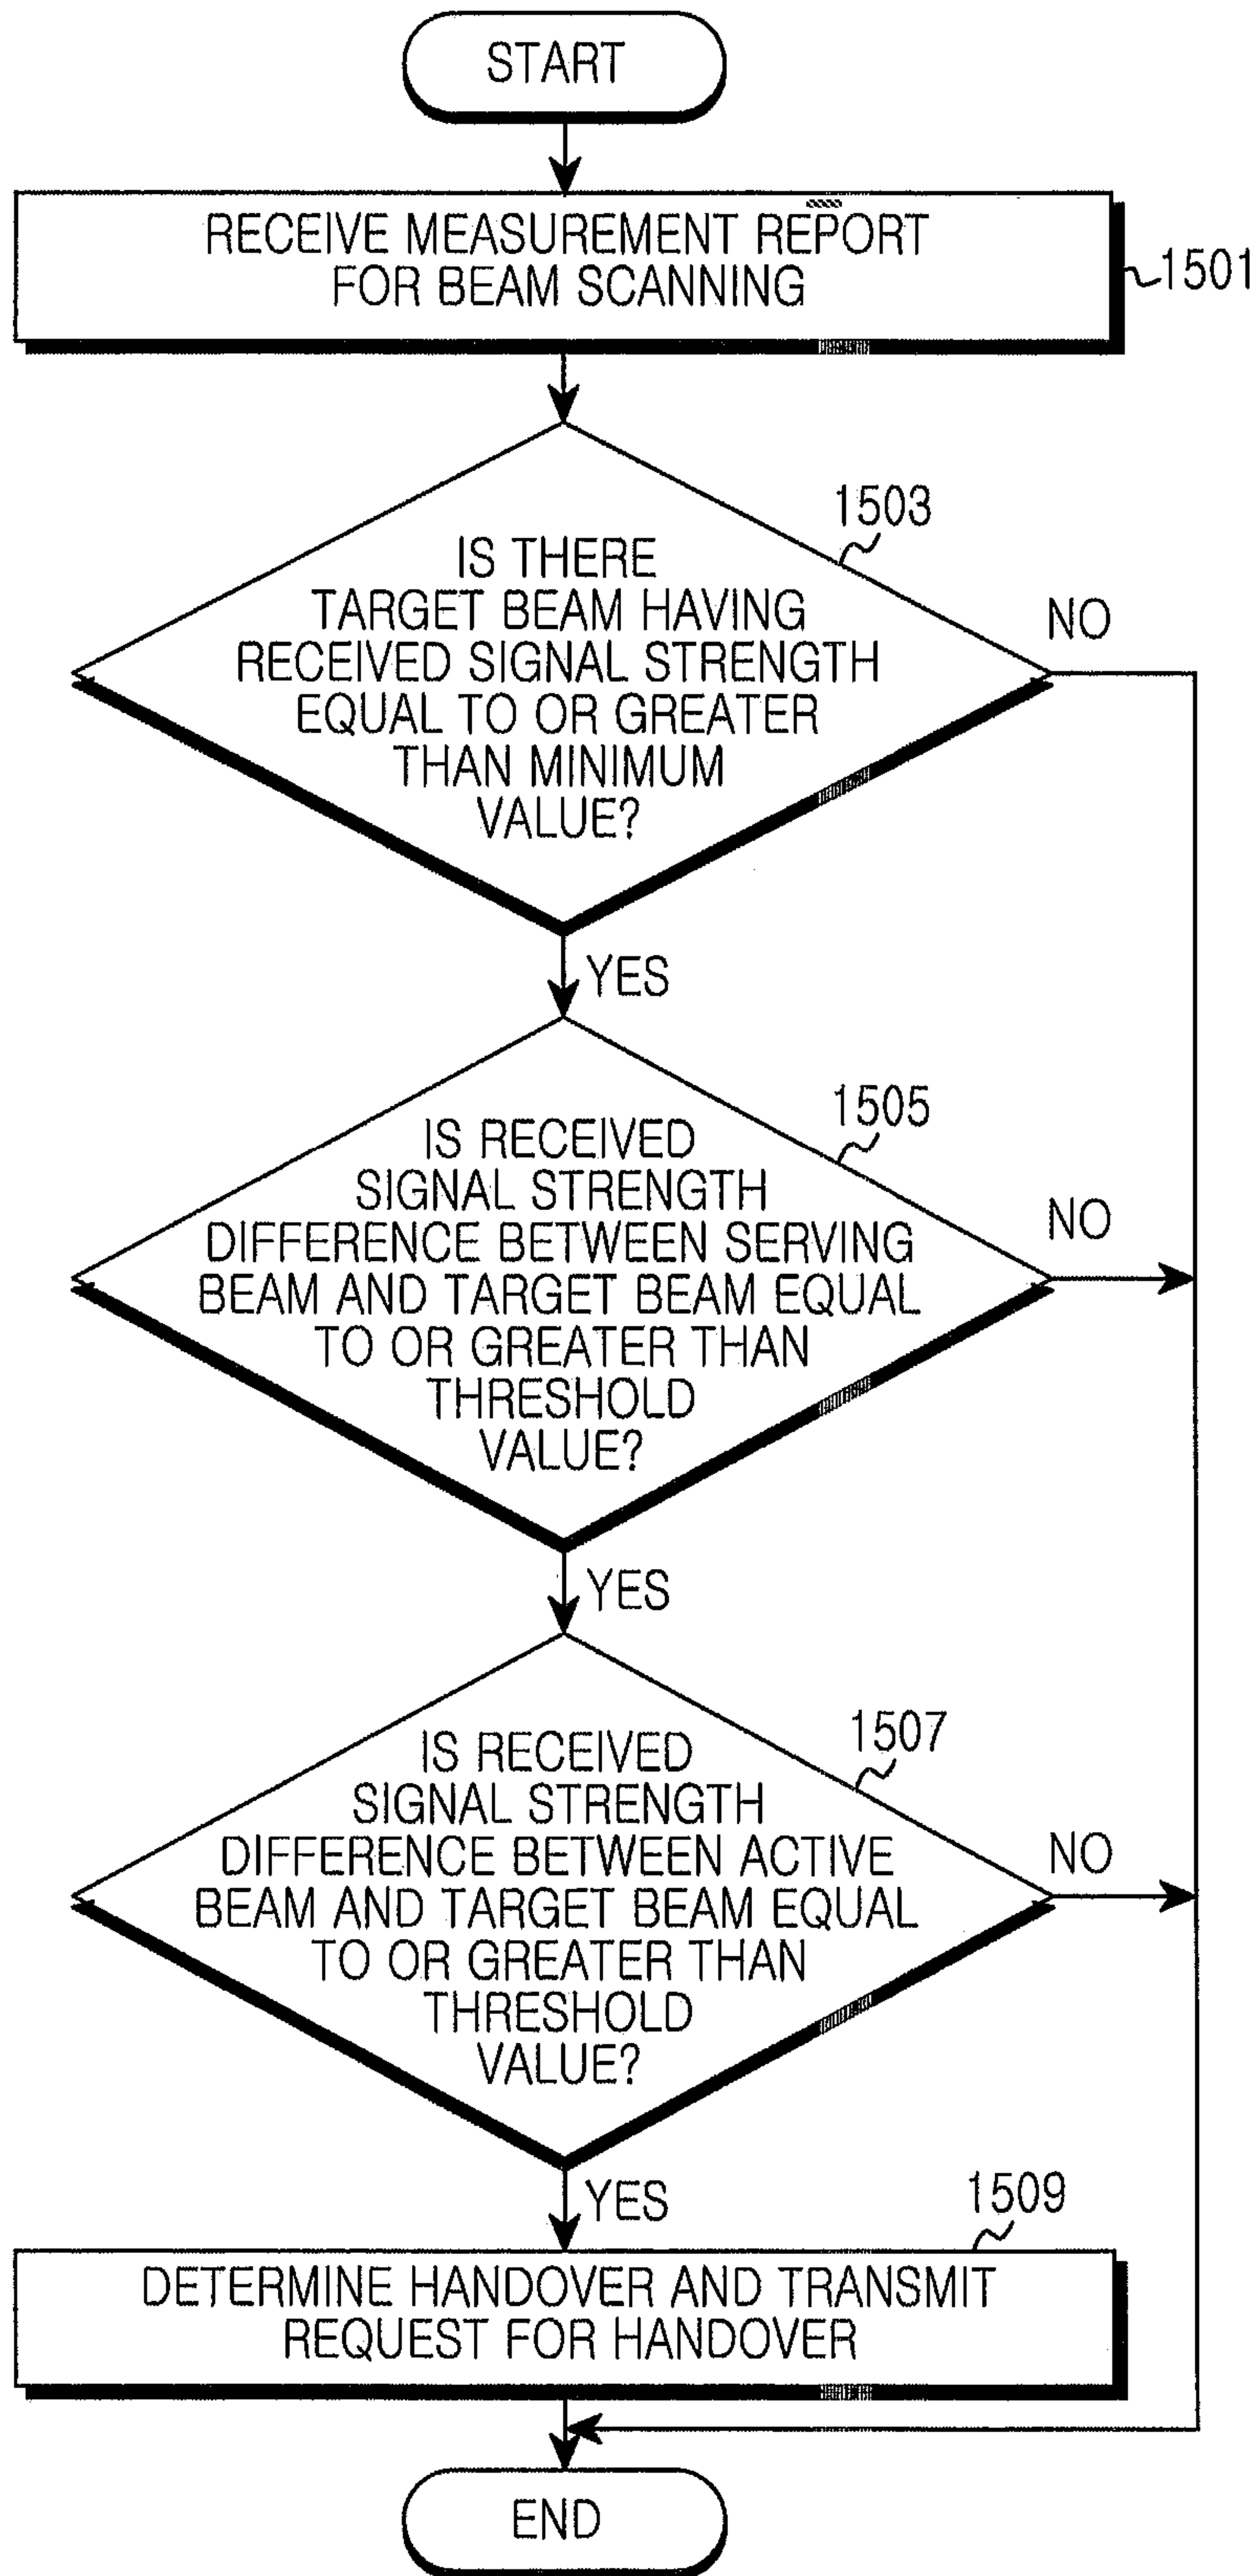 START
RECEIVE MEASUREMENT REPORT
FOR BEAM SCANNING
1501
1503
IS THERE
TARGET BEAM HAVING
RECEIVED SIGNAL STRENGTH
EQUAL TO OR GREATER
THAN MINIMUM
VALUE?
NO
YES
1505
IS RECEIVED
SIGNAL STRENGTH
DIFFERENCE BETWEEN SERVING
BEAM AND TARGET BEAM EQUAL
TO OR GREATER THAN
THRESHOLD
VALUE?
NO
YES
1507
IS RECEIVED
SIGNAL STRENGTH
DIFFERENCE BETWEEN ACTIVE
BEAM AND TARGET BEAM EQUAL
TO OR GREATER THAN
THRESHOLD
VALUE?
NO
YES
1509
DETERMINE HANDOVER AND TRANSMIT
REQUEST FOR HANDOVER
END